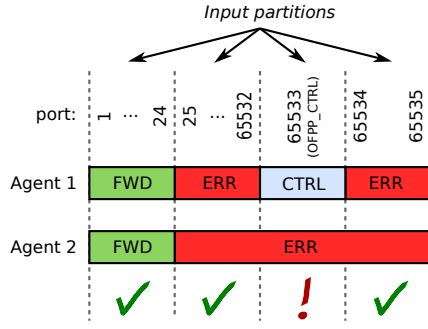 Input partitions
port: 1 ... 24 25 ... 65532 65533 (OFPP_CTRL) 65534 65535
Agent 1 FWD ERR CTRL ERR
Agent 2 FWD ERR
!